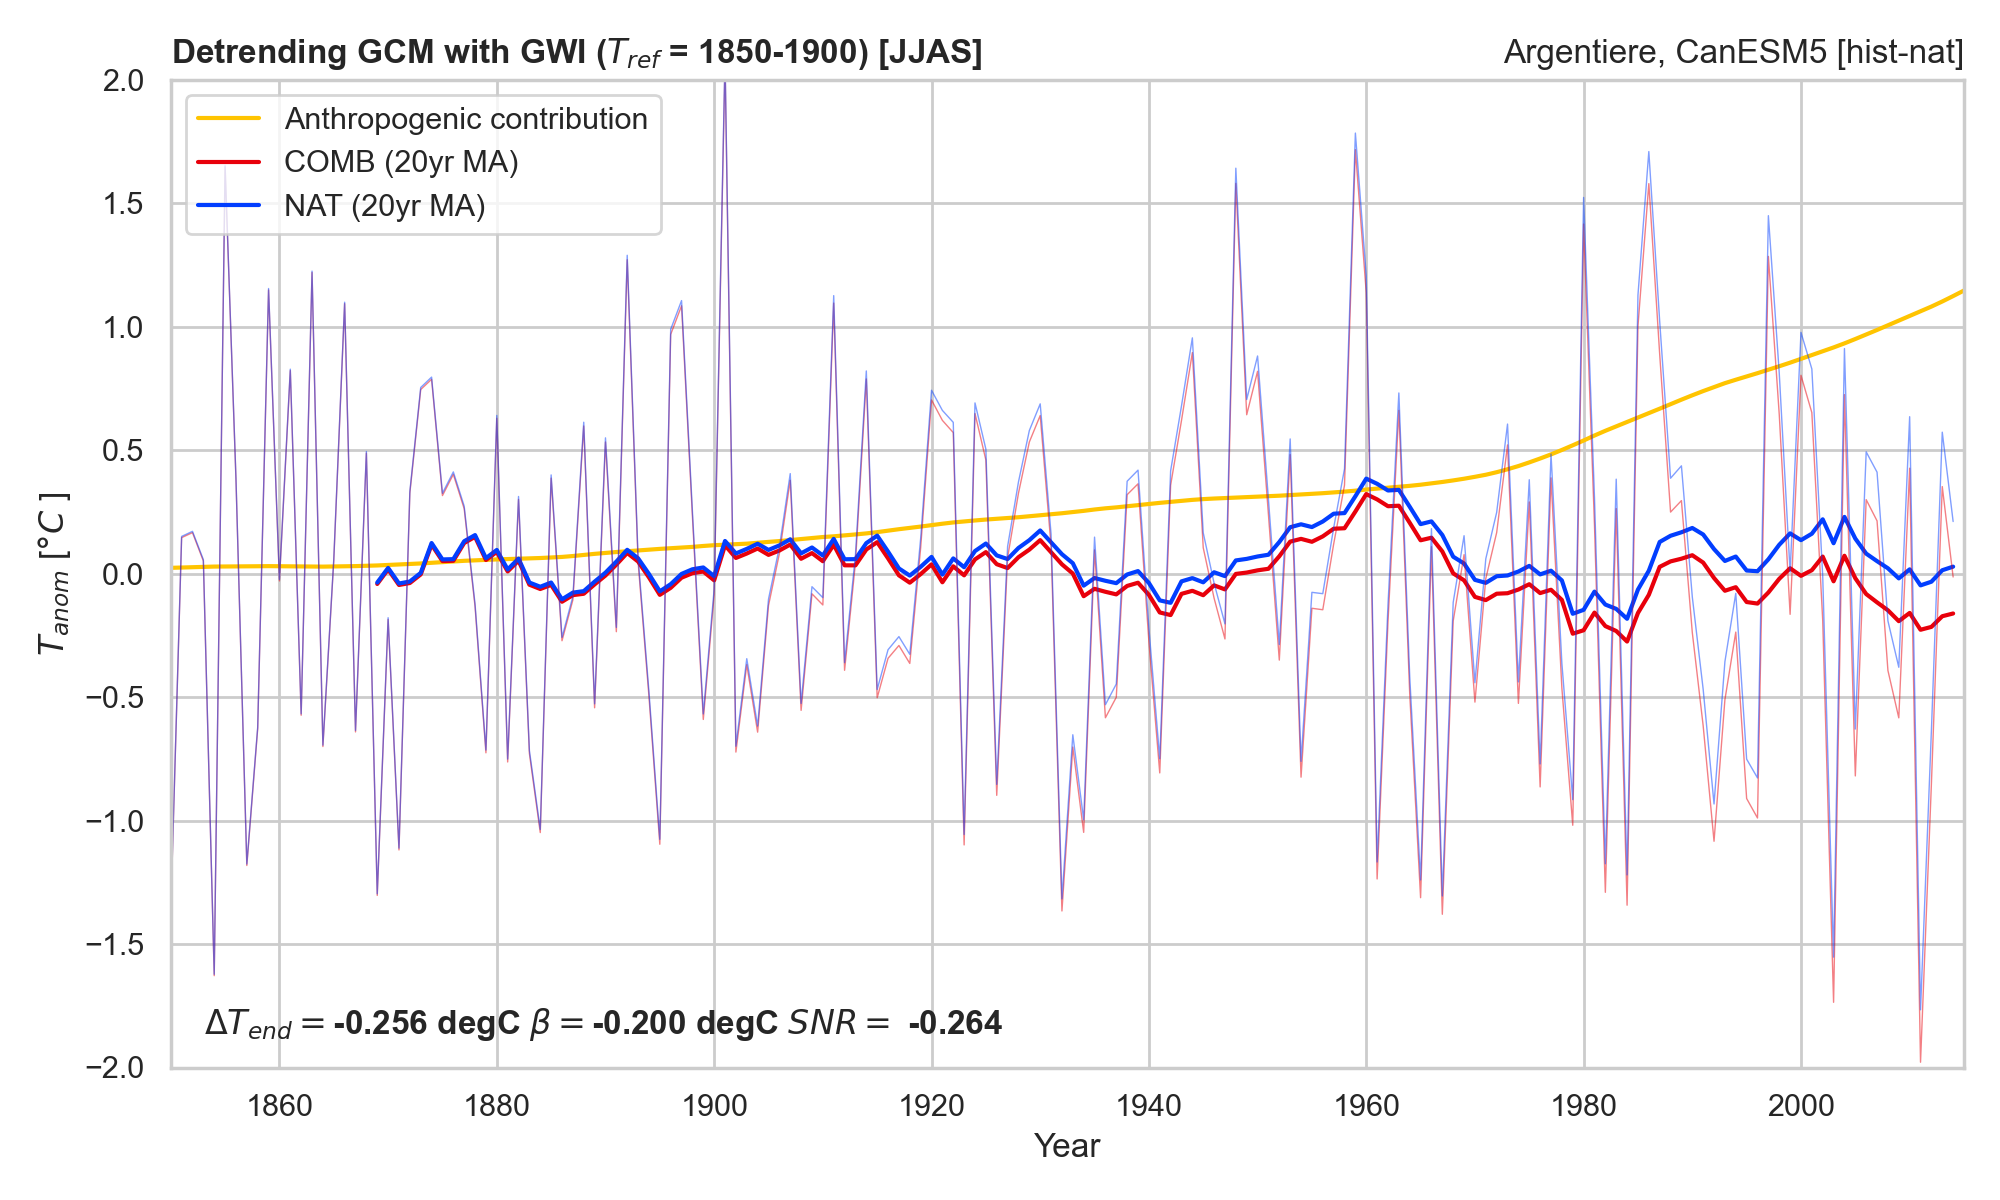 Detrending GCM with GWI (T_ref = 1850-1900) [JJAS]
Argentiere, CanESM5 [hist-nat]
Anthropogenic contribution
COMB (20yr MA)
NAT (20yr MA)
2.0
1.5
1.0
0.5
0.0
−0.5
−1.0
−1.5
−2.0
T_anom [°C ]
ΔT_end = -0.256 degC β = -0.200 degC SNR = -0.264
1860 1880 1900 1920 1940 1960 1980 2000
Year